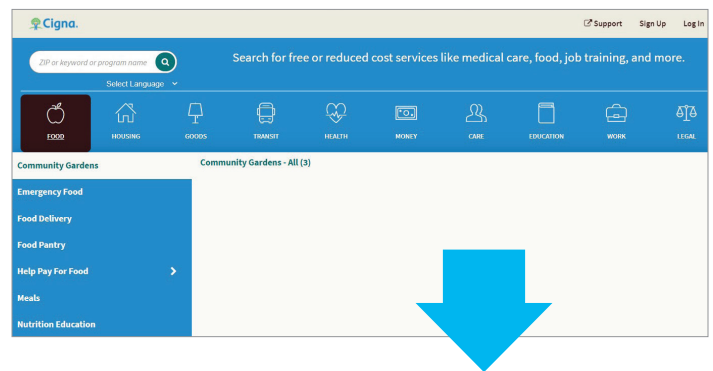 Cigna.
Support Sign Up Log In
ZIP or keyword or program name
Search for free or reduced cost services like medical care, food, job training, and more.
Select Language
FOOD HOUSING GOODS TRANSIT HEALTH MONEY CARE EDUCATION WORK LEGAL
Community Gardens
Community Gardens - All (3)
Emergency Food
Food Delivery
Food Pantry
Help Pay For Food
Meals
Nutrition Education